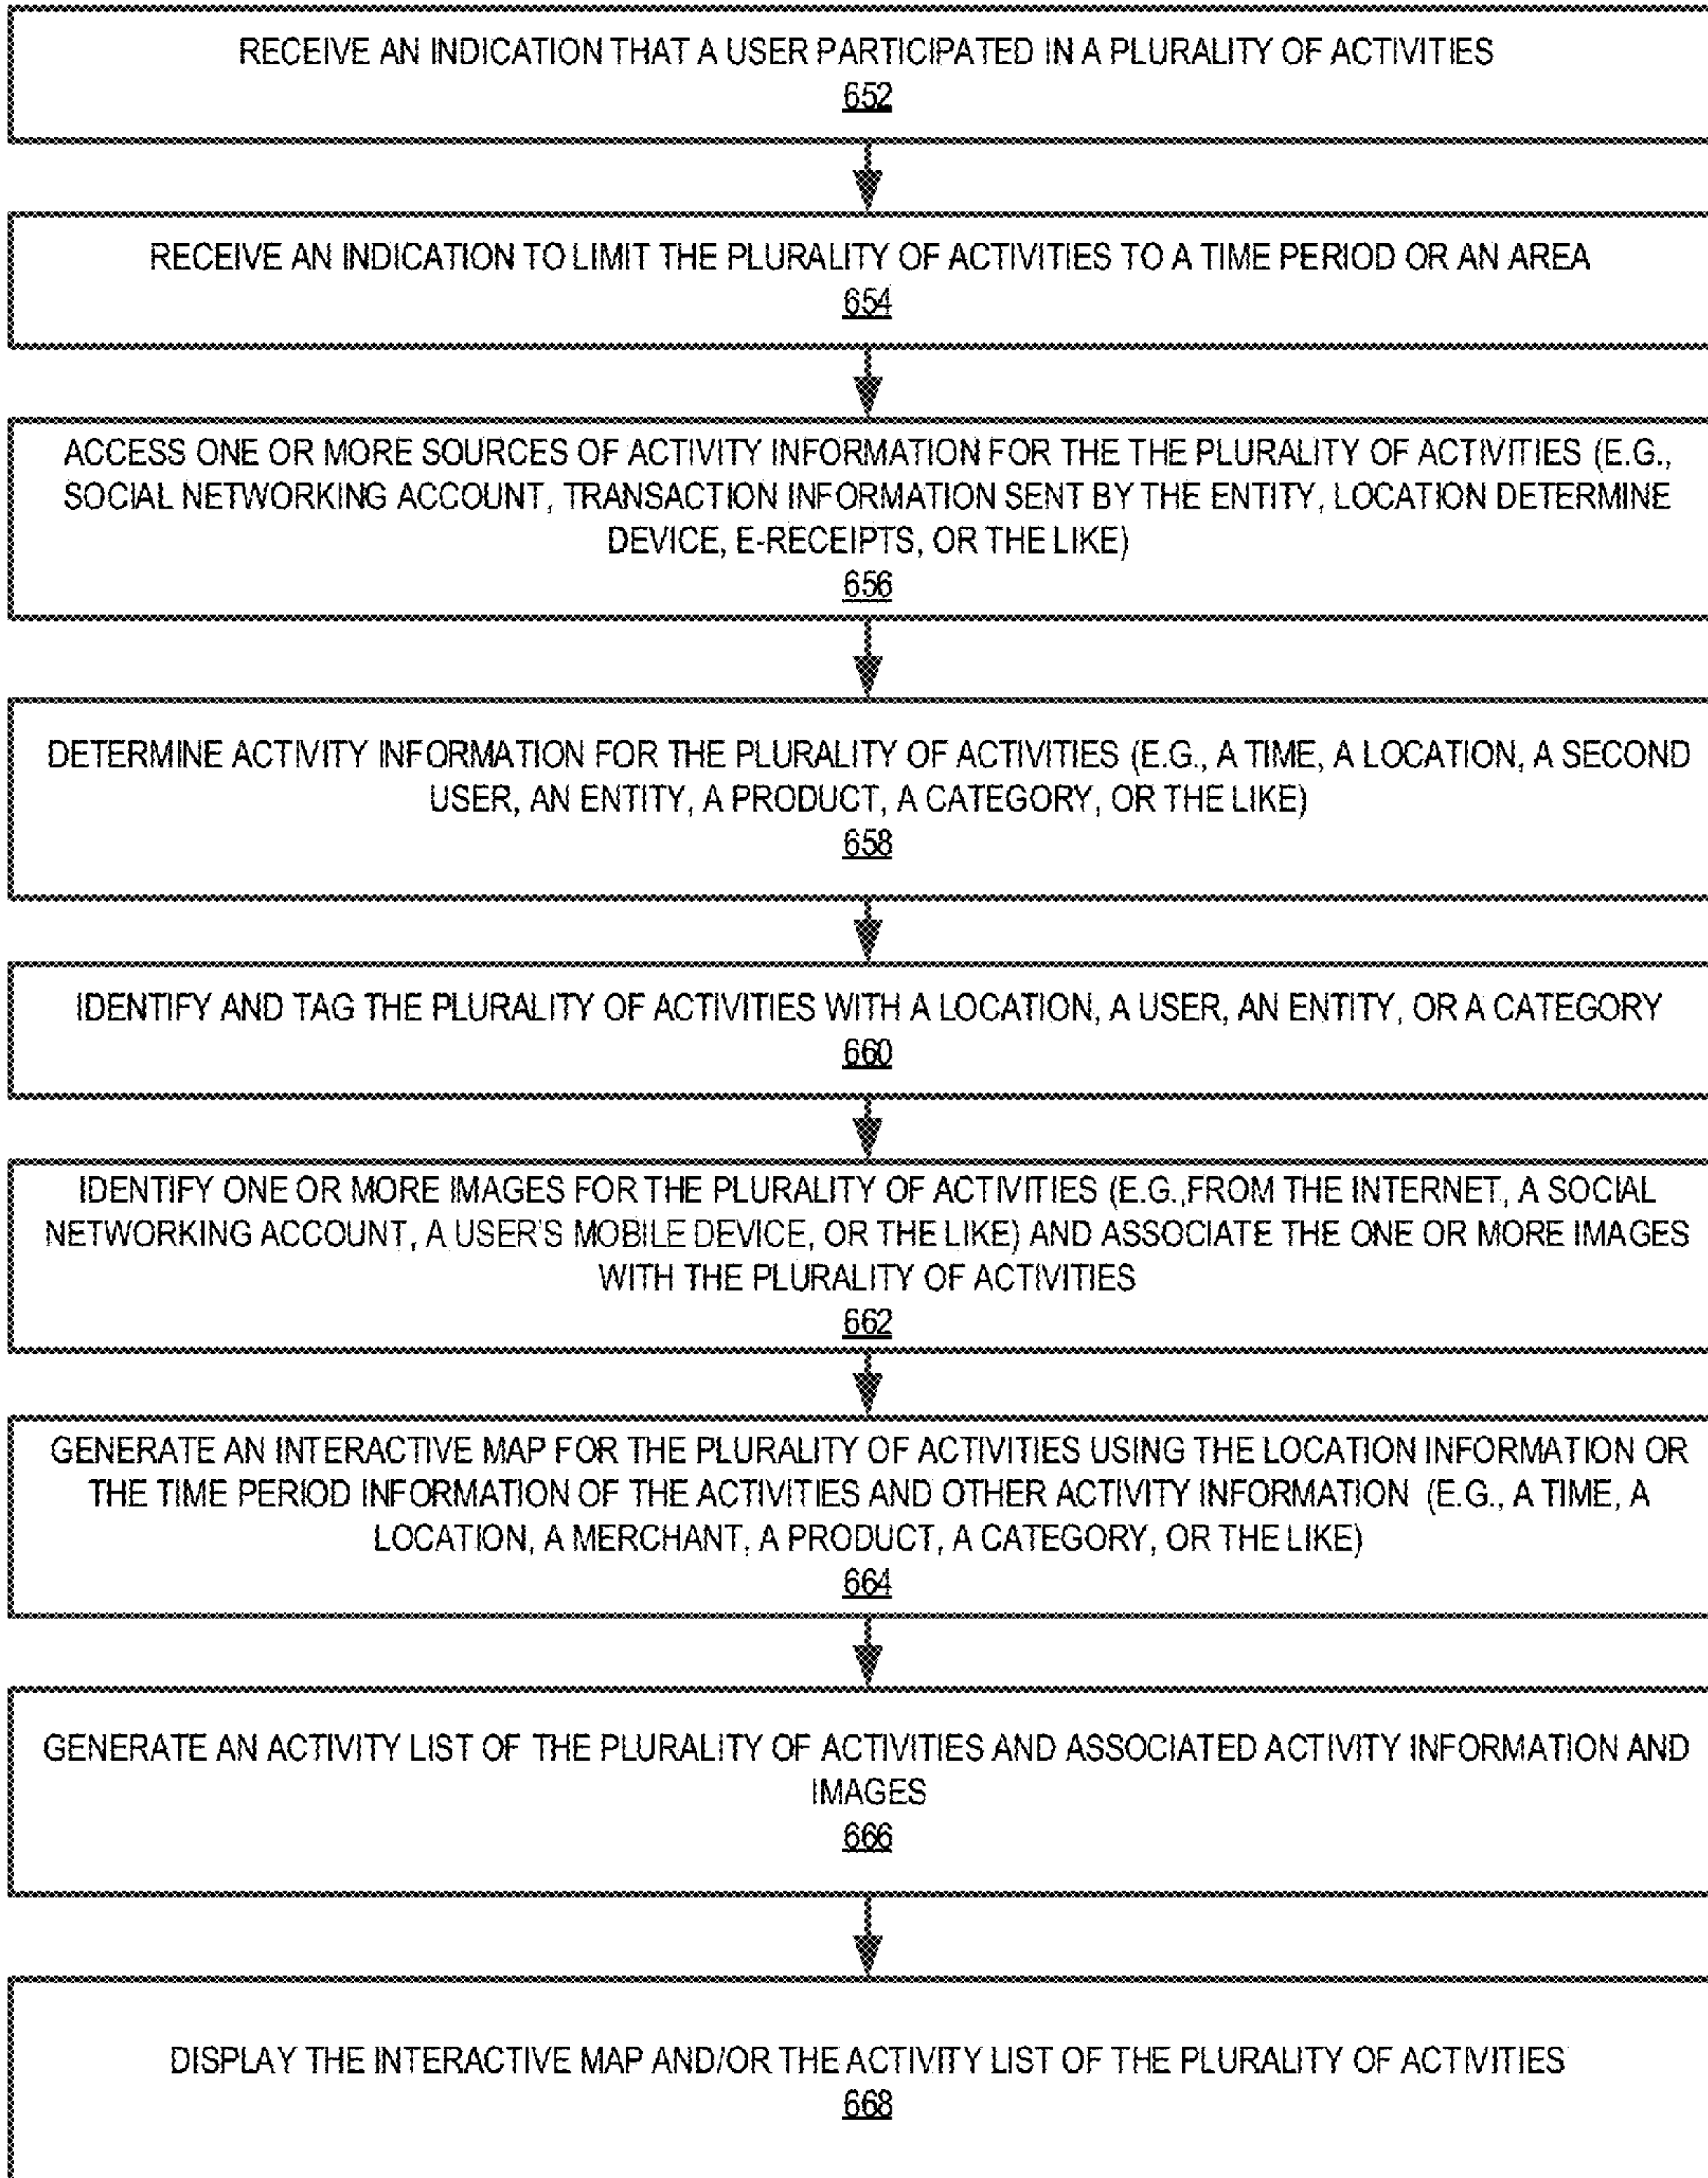 RECEIVE AN INDICATION THAT A USER PARTICIPATED IN A PLURALITY OF ACTIVITIES
652
RECEIVE AN INDICATION TO LIMIT THE PLURALITY OF ACTIVITIES TO A TIME PERIOD OR AN AREA
654
ACCESS ONE OR MORE SOURCES OF ACTIVITY INFORMATION FOR THE THE PLURALITY OF ACTIVITIES (E.G.,
SOCIAL NETWORKING ACCOUNT, TRANSACTION INFORMATION SENT BY THE ENTITY, LOCATION DETERMINE
DEVICE, E-RECEIPTS, OR THE LIKE)
656
DETERMINE ACTIVITY INFORMATION FOR THE PLURALITY OF ACTIVITIES (E.G., A TIME, A LOCATION, A SECOND
USER, AN ENTITY, A PRODUCT, A CATEGORY, OR THE LIKE)
658
IDENTIFY AND TAG THE PLURALITY OF ACTIVITIES WITH A LOCATION, A USER, AN ENTITY, OR A CATEGORY
660
IDENTIFY ONE OR MORE IMAGES FOR THE PLURALITY OF ACTIVITIES (E.G.,FROM THE INTERNET, A SOCIAL
NETWORKING ACCOUNT, A USER'S MOBILE DEVICE, OR THE LIKE) AND ASSOCIATE THE ONE OR MORE IMAGES
WITH THE PLURALITY OF ACTIVITIES
662
GENERATE AN INTERACTIVE MAP FOR THE PLURALITY OF ACTIVITIES USING THE LOCATION INFORMATION OR
THE TIME PERIOD INFORMATION OF THE ACTIVITIES AND OTHER ACTIVITY INFORMATION (E.G., A TIME, A
LOCATION, A MERCHANT, A PRODUCT, A CATEGORY, OR THE LIKE)
664
GENERATE AN ACTIVITY LIST OF THE PLURALITY OF ACTIVITIES AND ASSOCIATED ACTIVITY INFORMATION AND
IMAGES
666
DISPLAY THE INTERACTIVE MAP AND/OR THE ACTIVITY LIST OF THE PLURALITY OF ACTIVITIES
668